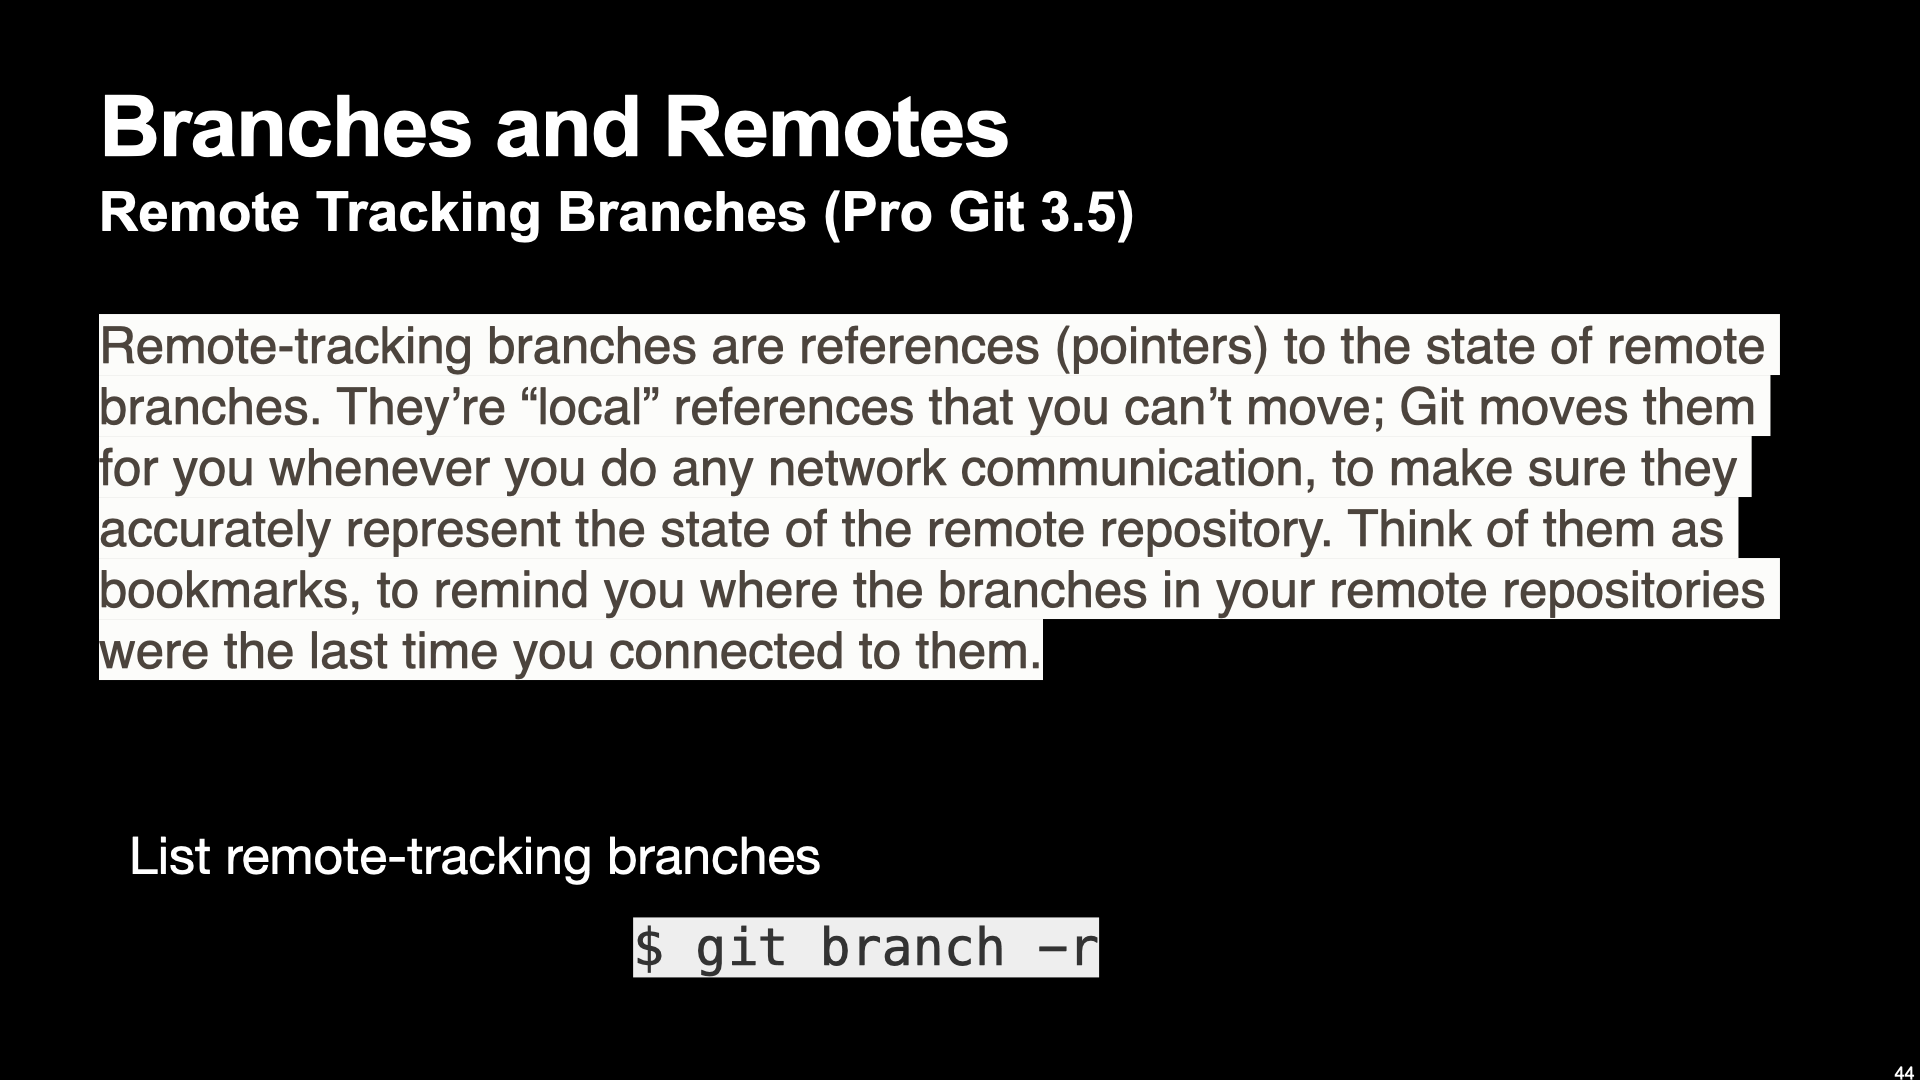 Branches and Remotes
Remote Tracking Branches (Pro Git 3.5)
Remote-tracking branches are references (pointers) to the state of remote
branches. They’re “local” references that you can’t move; Git moves them
for you whenever you do any network communication, to make sure they
accurately represent the state of the remote repository. Think of them as
bookmarks, to remind you where the branches in your remote repositories
were the last time you connected to them.
List remote-tracking branches
$ git branch -r
44